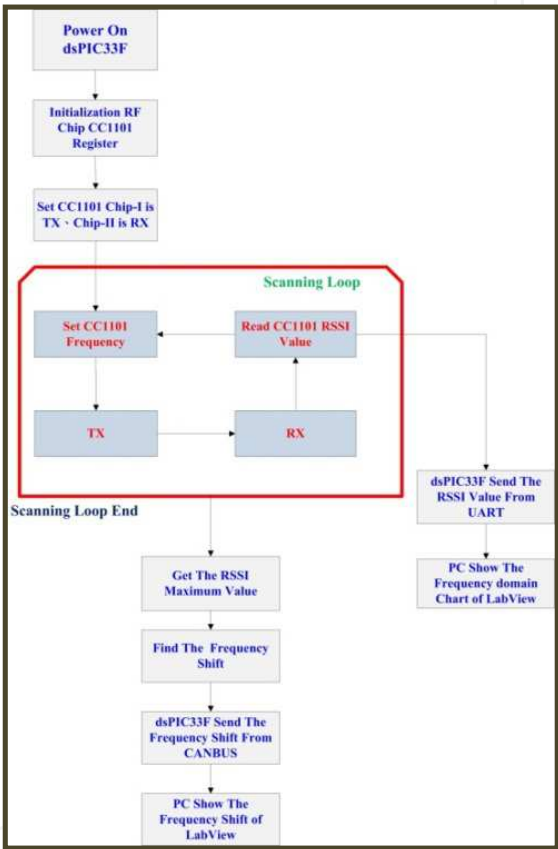 Power On
dsPIC33F
Initialization RF
Chip CC1101
Register
Set CC1101 Chip-I is
TX、Chip-II is RX
Scanning Loop
Set CC1101
Frequency
Read CC1101 RSSI
Value
TX
RX
Scanning Loop End
dsPIC33F Send The
RSSI Value From
UART
PC Show The
Frequency domain
Chart of LabView
Get The RSSI
Maximum Value
Find The Frequency
Shift
dsPIC33F Send The
Frequency Shift From
CANBUS
PC Show The
Frequency Shift of
LabView